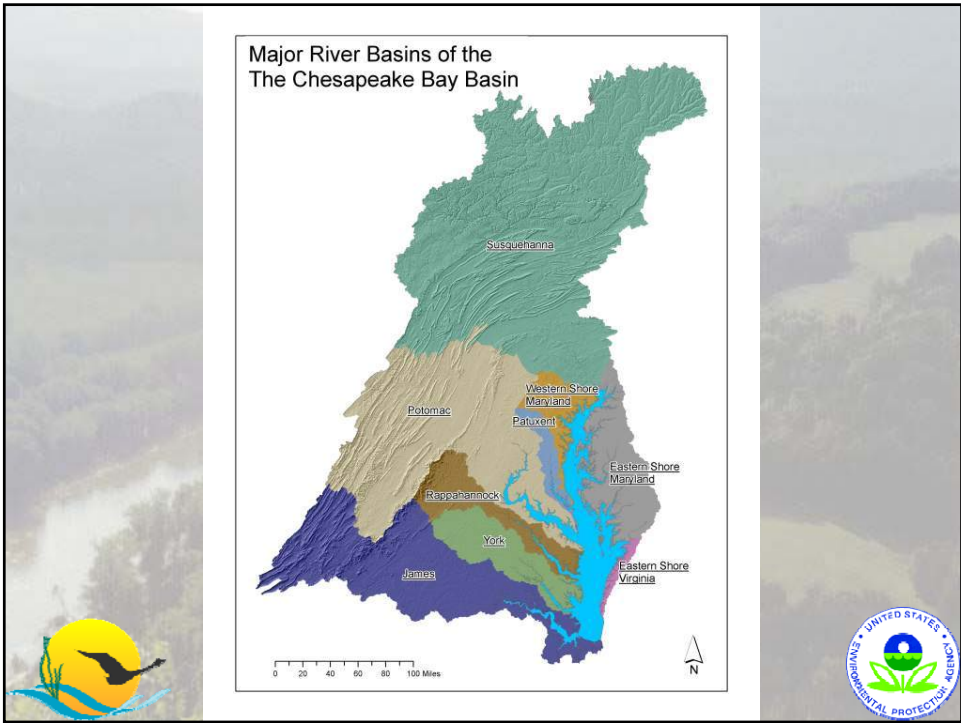 Major River Basins of the
The Chesapeake Bay Basin
Susquehanna
Western Shore
Maryland
Potomac
Patuxent
Eastern Shore
Maryland
Rappahannock
York
Eastern Shore
Virginia
James
0 20 40 60 80 100 Miles
N
UNITED STATES
ENVIRONMENTAL PROTECTION AGENCY